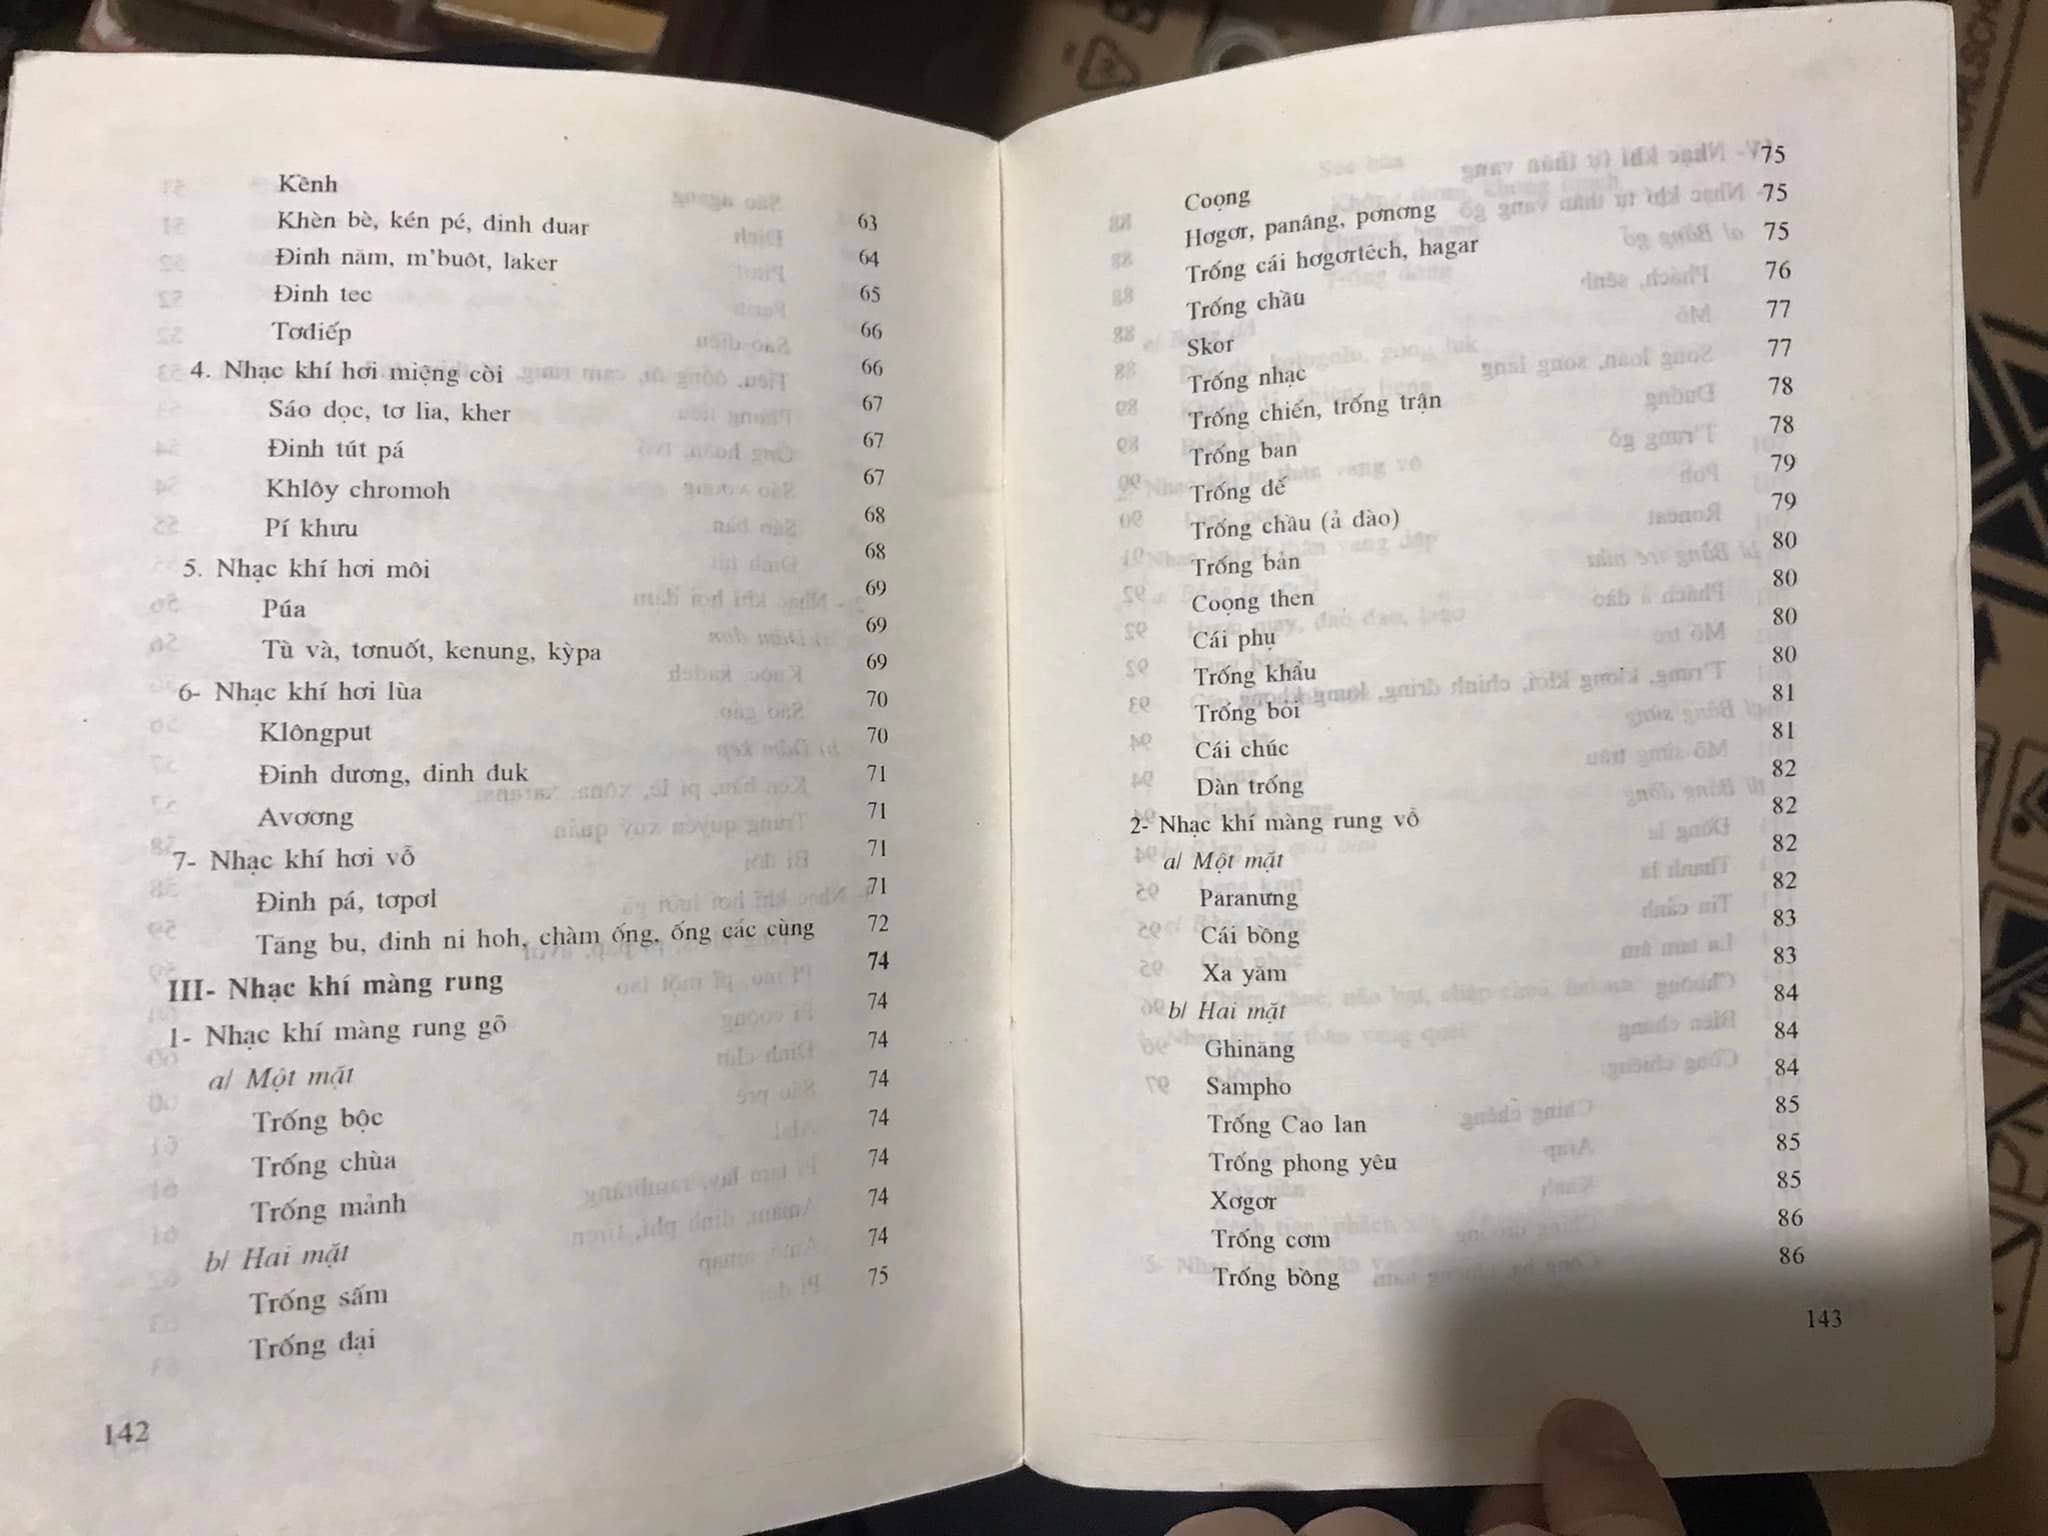 Kềnh 63
Khèn bè, kén pé, đinh đuar 64
Đinh năm, m'buôt, laker 65
Đinh tec 66
Tơđiếp 66
4. Nhạc khí hơi miệng còi 67
Sáo dọc, tơ lia, kher 67
Đinh tút pá 67
Khlôy chromoh 68
Pí khưu 68
5. Nhạc khí hơi môi 69
Púa 69
Tù và, tơnuốt, kenung, kỳpa 69
6- Nhạc khí hơi lùa 70
Klôngput 70
Đinh dương, đinh đuk 71
Avơơng 71
7- Nhạc khí hơi vỗ 71
Đinh pá, tơpơl 71
Tăng bu, đinh ni hoh, chàm ống, ống các cùng 72
III- Nhạc khí màng rung 74
1- Nhạc khí màng rung gõ 74
a/ Một mặt 74
Trống bộc 74
Trống chùa 74
Trống mảnh 74
b/ Hai mặt 74
Trống sấm 74
Trống đại 75
142
Coọng 75
Hơgơr, panâng, pơnơng 75
Trống cái hơgơrtêch, hagar 75
Trống chầu 76
Skor 77
Trống nhạc 77
Trống chiến, trống trận 78
Trống ban 78
Trống đế 79
Trống chầu (ả đào) 79
Trống bản 80
Coọng then 80
Cái phụ 80
Trống khẩu 80
Trống bỏi 81
Cái chúc 81
Dàn trống 82
2- Nhạc khí màng rung vỗ 82
a/ Một mặt 82
Paranưng 82
Cái bồng 83
Xa yăm 83
b/ Hai mặt 84
Ghinăng 84
Sampho 84
Trống Cao lan 85
Trống phong yêu 85
Xơgơr 85
Trống cơm 86
Trống bồng 86
143